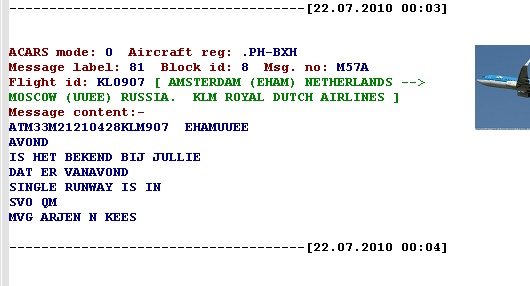 -------------------------------------[22.07.2010 00:03]
ACARS mode: O  Aircraft reg: .PH-BXH
Message label: 81  Block id: 8  Msg. no: M57A
Flight id: KL0907 [ AMSTERDAM (EHAM) NETHERLANDS -->
MOSCOW (UUEE) RUSSIA.  KLM ROYAL DUTCH AIRLINES ]
Message content:-
ATM33M21210428KLM907  EHAMUUEE
AVOND
IS HET BEKEND BIJ JULLIE
DAT ER VANAVOND
SINGLE RUNWAY IS IN
SVO QM
MVG ARJEN N KEES
-------------------------------------[22.07.2010 00:04]